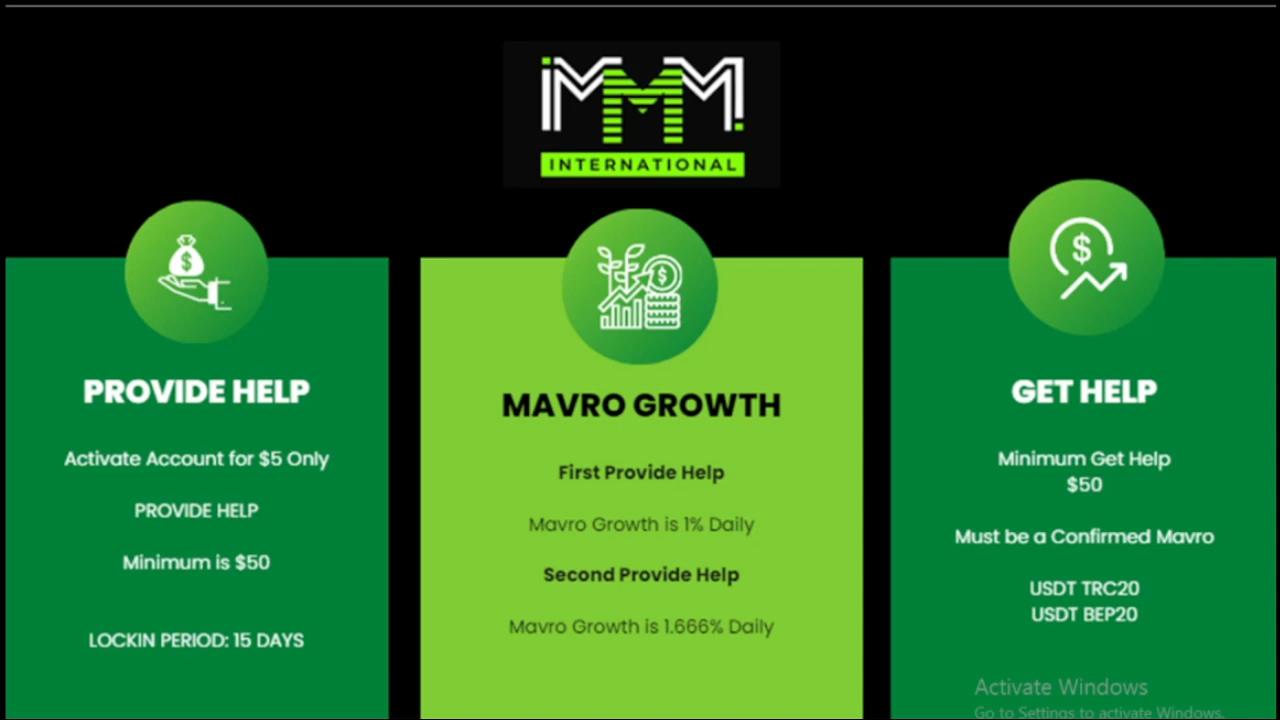 MMM
INTERNATIONAL
PROVIDE HELP
Activate Account for $5 Only
PROVIDE HELP
Minimum is $50
LOCKIN PERIOD: 15 DAYS
MAVRO GROWTH
First Provide Help
Mavro Growth is 1% Daily
Second Provide Help
Mavro Growth is 1.666% Daily
GET HELP
Minimum Get Help
$50
Must be a Confirmed Mavro
USDT TRC20
USDT BEP20
Activate Windows
Go to Settings to activate Windows.